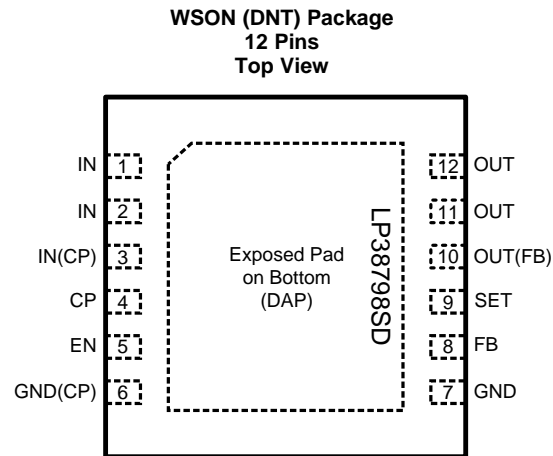 WSON (DNT) Package
12 Pins
Top View
IN 1
IN 2
IN(CP) 3
CP 4
EN 5
GND(CP) 6
Exposed Pad
on Bottom
(DAP)
LP38798SD
12 OUT
11 OUT
10 OUT(FB)
9 SET
8 FB
7 GND